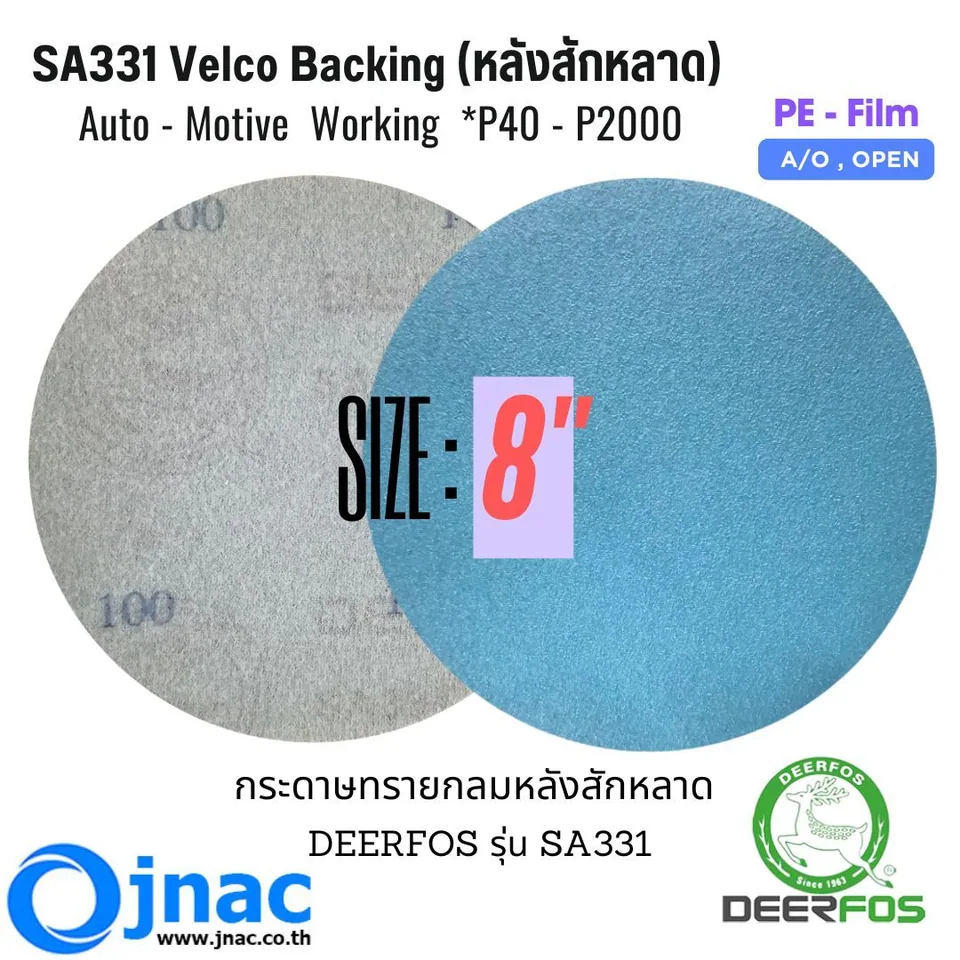 SA331 Velco Backing (หลังสักหลาด)
Auto - Motive Working *P40 - P2000
PE - Film
A/O , OPEN
100
SIZE : 8"
100
กระดาษทรายกลมหลังสักหลาด
DEERFOS รุ่น SA331
jnac
www.jnac.co.th
DEERFOS
Since 1963
DEERFOS